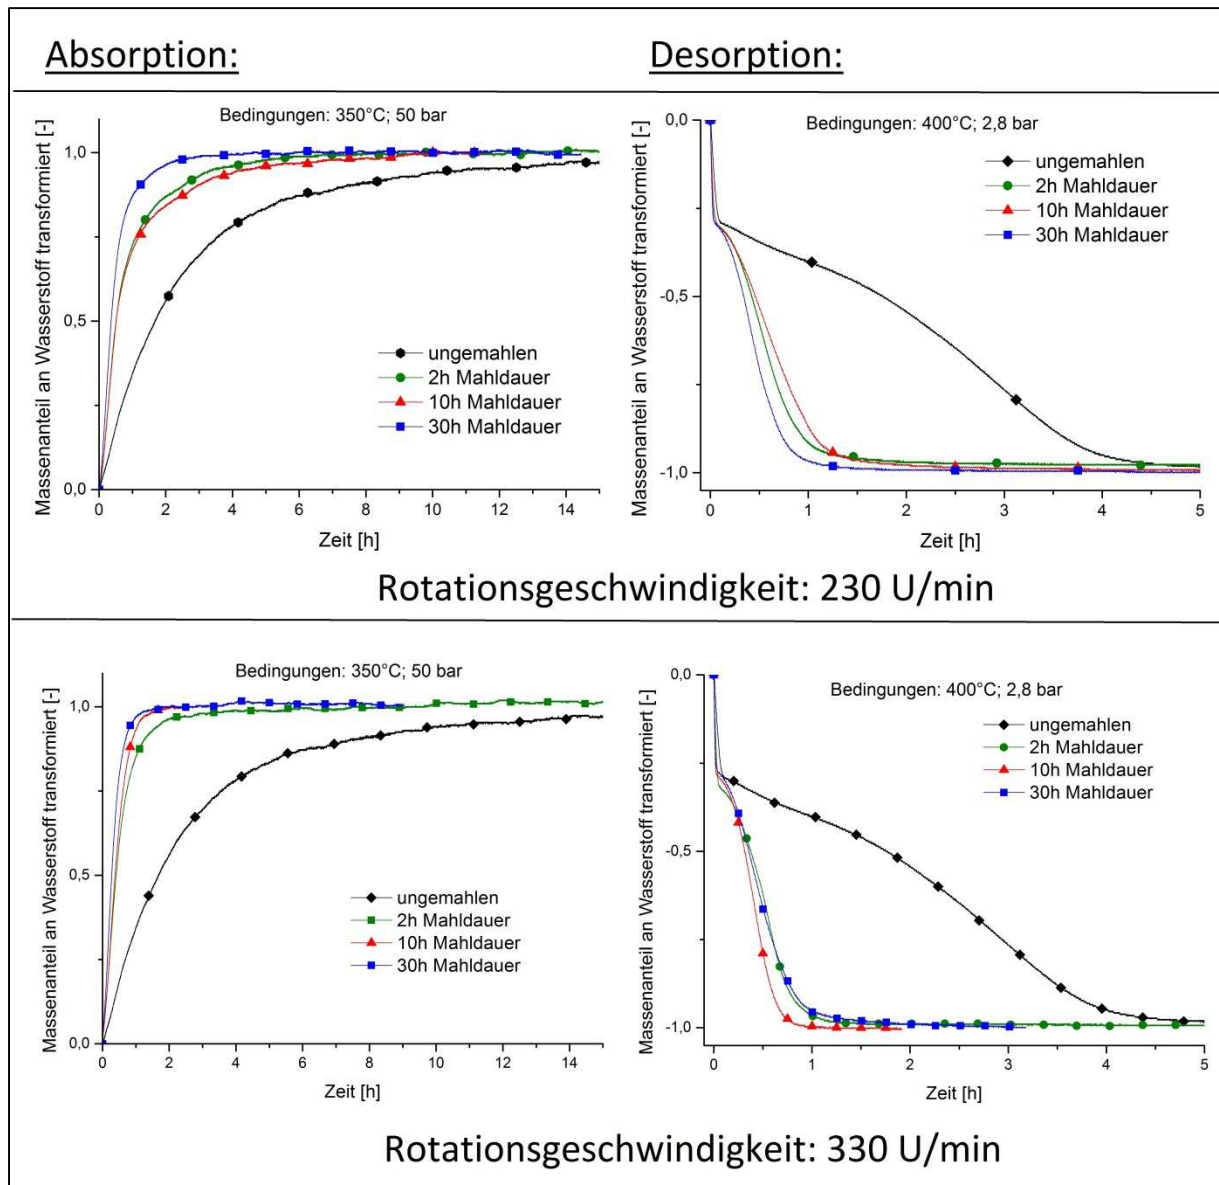 Absorption:
Desorption:
Bedingungen: 350°C; 50 bar
Massenanteil an Wasserstoff transformiert [-]
1,0
0,5
0,0
ungemahlen
2h Mahldauer
10h Mahldauer
30h Mahldauer
0 2 4 6 8 10 12 14
Zeit [h]
Bedingungen: 400°C; 2,8 bar
Massenanteil an Wasserstoff transformiert [-]
0,0
-0,5
-1,0
ungemahlen
2h Mahldauer
10h Mahldauer
30h Mahldauer
0 1 2 3 4 5
Zeit [h]
Rotationsgeschwindigkeit: 230 U/min
Bedingungen: 350°C; 50 bar
Massenanteil an Wasserstoff transformiert [-]
1,0
0,5
0,0
ungemahlen
2h Mahldauer
10h Mahldauer
30h Mahldauer
0 2 4 6 8 10 12 14
Zeit [h]
Bedingungen: 400°C; 2,8 bar
Massenanteil an Wasserstoff transformiert [-]
0,0
-0,5
-1,0
ungemahlen
2h Mahldauer
10h Mahldauer
30h Mahldauer
0 1 2 3 4 5
Zeit [h]
Rotationsgeschwindigkeit: 330 U/min